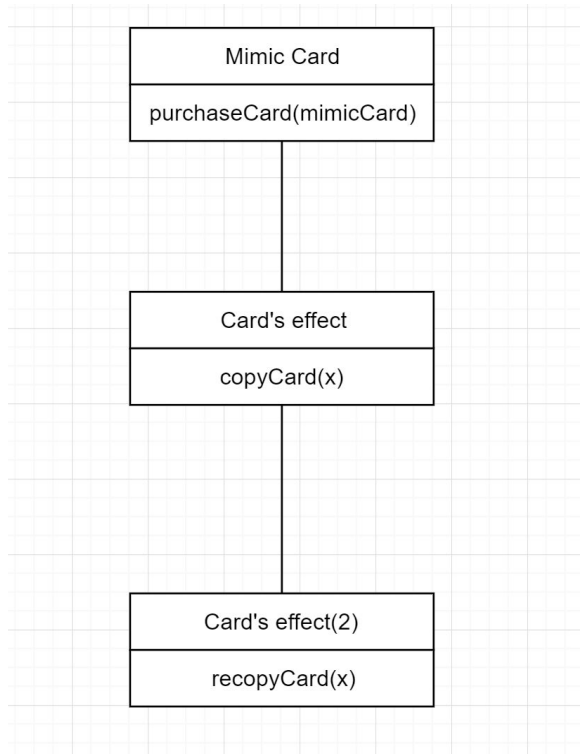 Mimic Card
purchaseCard(mimicCard)
Card's effect
copyCard(x)
Card's effect(2)
recopyCard(x)